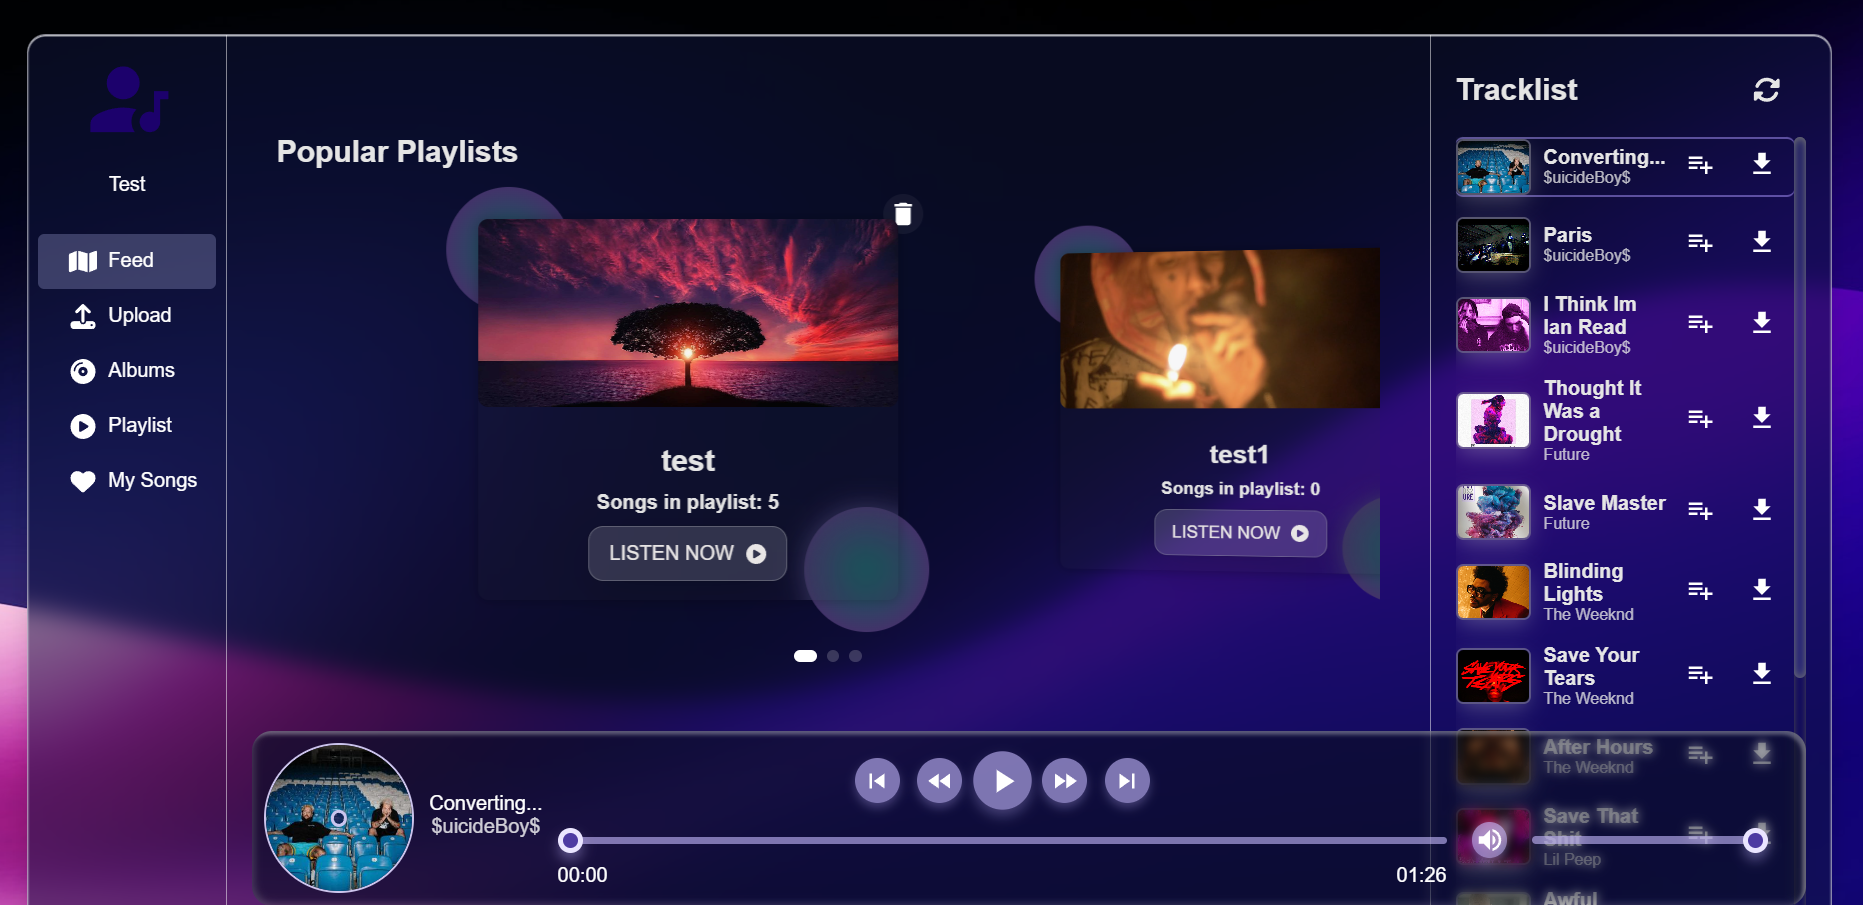 Test
Feed
Upload
Albums
Playlist
My Songs
Popular Playlists
test
Songs in playlist: 5
LISTEN NOW
test1
Songs in playlist: 0
LISTEN NOW
Tracklist
Converting...
$uicideBoy$
Paris
$uicideBoy$
I Think Im
Ian Read
$uicideBoy$
Thought It
Was a
Drought
Future
Slave Master
Future
Blinding
Lights
The Weeknd
Save Your
Tears
The Weeknd
After Hours
The Weeknd
Save That
Shit
Lil Peep
Awful
Converting...
$uicideBoy$
00:00
01:26